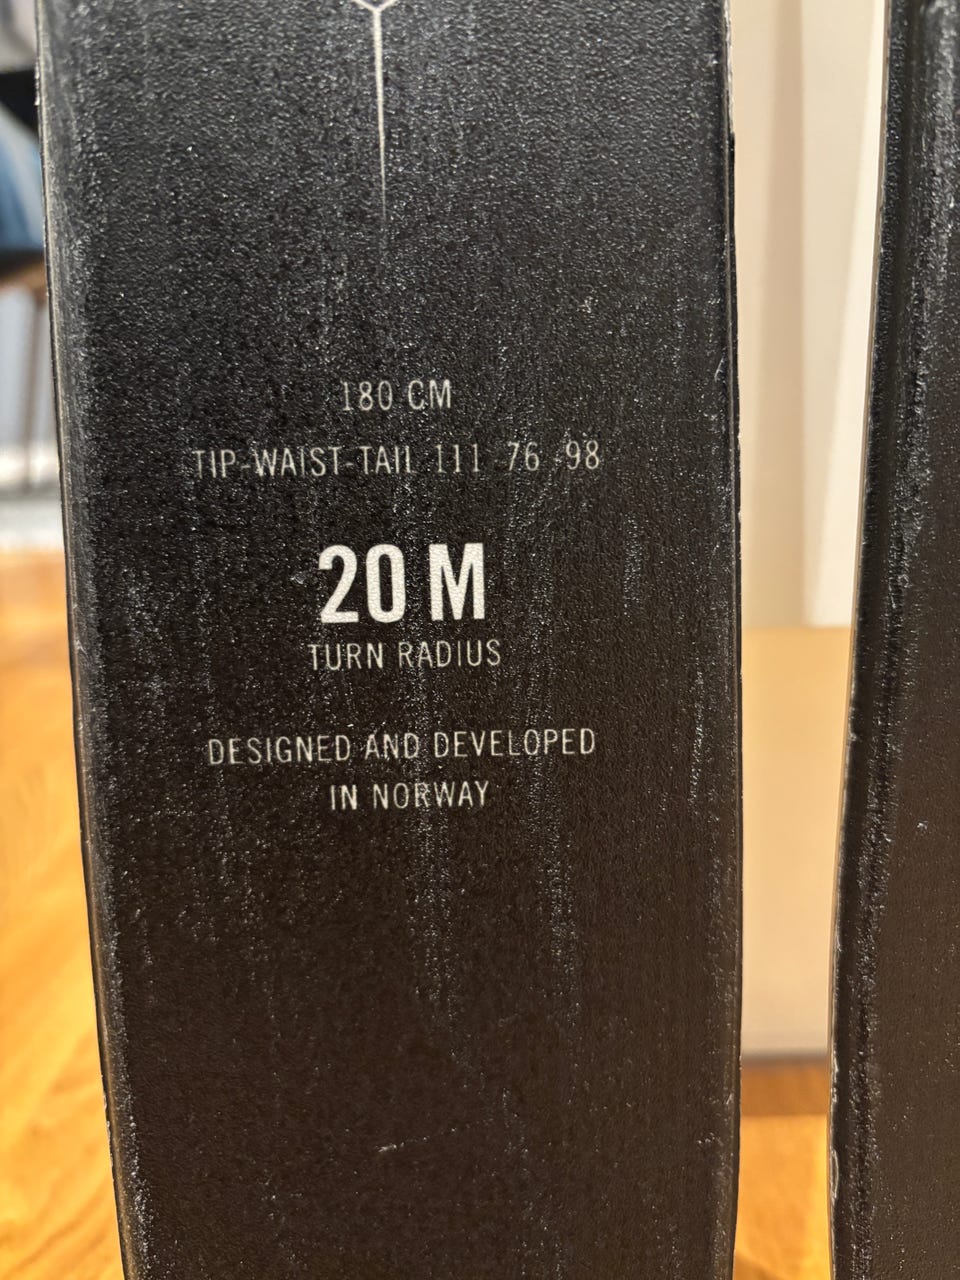 180 CM
TIP-WAIST-TAIL 111 -76 -98
20 M
TURN RADIUS
DESIGNED AND DEVELOPED
IN NORWAY